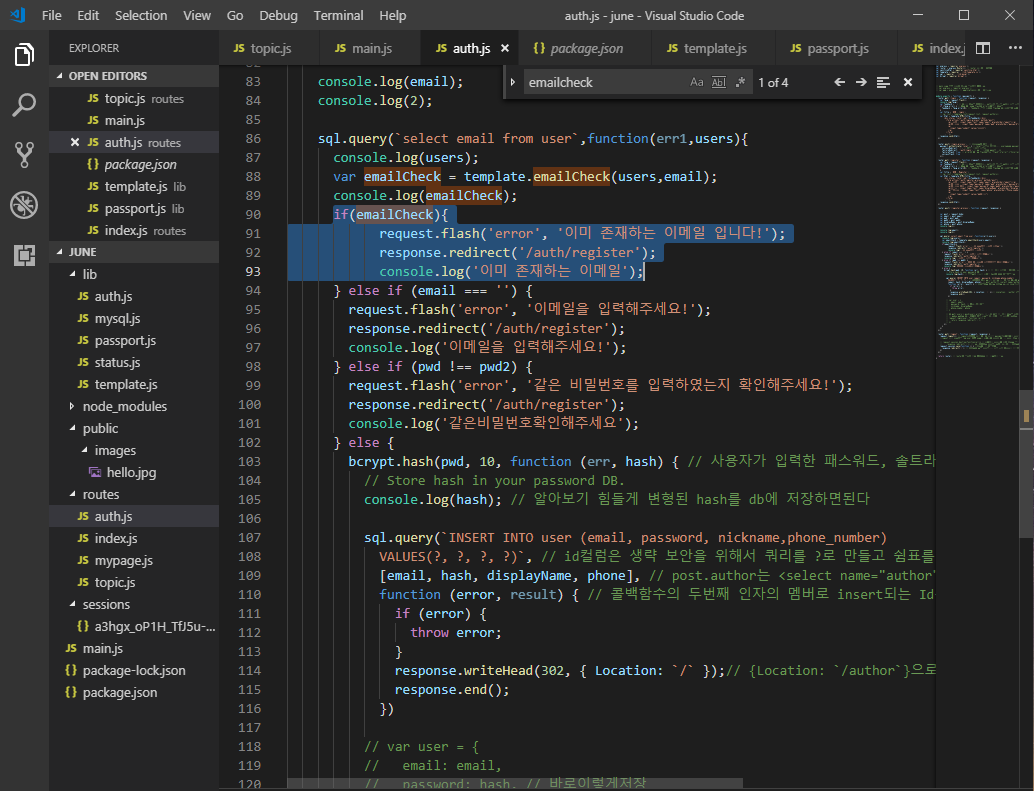 File Edit Selection View Go Debug Terminal Help
auth.js - june - Visual Studio Code
EXPLORER
OPEN EDITORS
JS topic.js routes
JS main.js
JS auth.js routes
{} package.json
JS template.js lib
JS passport.js lib
JS index.js routes
JUNE
lib
JS auth.js
JS mysql.js
JS passport.js
JS status.js
JS template.js
node_modules
public
images
hello.jpg
routes
JS auth.js
JS index.js
JS mypage.js
JS topic.js
sessions
{} a3hgx_oP1H_TfJ5u-...
JS main.js
{} package-lock.json
{} package.json
JS topic.js JS main.js JS auth.js {} package.json JS template.js JS passport.js JS index.j
emailcheck Aa Abl .* 1 of 4
83 console.log(email);
84 console.log(2);
85
86 sql.query(`select email from user`,function(err1,users){
87 console.log(users);
88 var emailCheck = template.emailCheck(users,email);
89 console.log(emailCheck);
90 if(emailCheck){
91 request.flash('error', '이미 존재하는 이메일 입니다!');
92 response.redirect('/auth/register');
93 console.log('이미 존재하는 이메일');
94 } else if (email === '') {
95 request.flash('error', '이메일을 입력해주세요!');
96 response.redirect('/auth/register');
97 console.log('이메일을 입력해주세요!');
98 } else if (pwd !== pwd2) {
99 request.flash('error', '같은 비밀번호를 입력하였는지 확인해주세요!');
100 response.redirect('/auth/register');
101 console.log('같은비밀번호확인해주세요');
102 } else {
103 bcrypt.hash(pwd, 10, function (err, hash) { // 사용자가 입력한 패스워드, 솔트라
104 // Store hash in your password DB.
105 console.log(hash); // 알아보기 힘들게 변형된 hash를 db에 저장하면된다
106
107 sql.query(`INSERT INTO user (email, password, nickname,phone_number)
108 VALUES(?, ?, ?, ?)`, // id컬럼은 생략 보안을 위해서 쿼리를 ?로 만들고 쉼표를
109 [email, hash, displayName, phone], // post.author는 <select name="author"
110 function (error, result) { // 콜백함수의 두번째 인자의 멤버로 insert되는 Id
111 if (error) {
112 throw error;
113 }
114 response.writeHead(302, { Location: `/` });// {Location: `/author`}으로
115 response.end();
116 })
117
118 // var user = {
119 // email: email,
120 // password: hash, // 바로이렇게저장